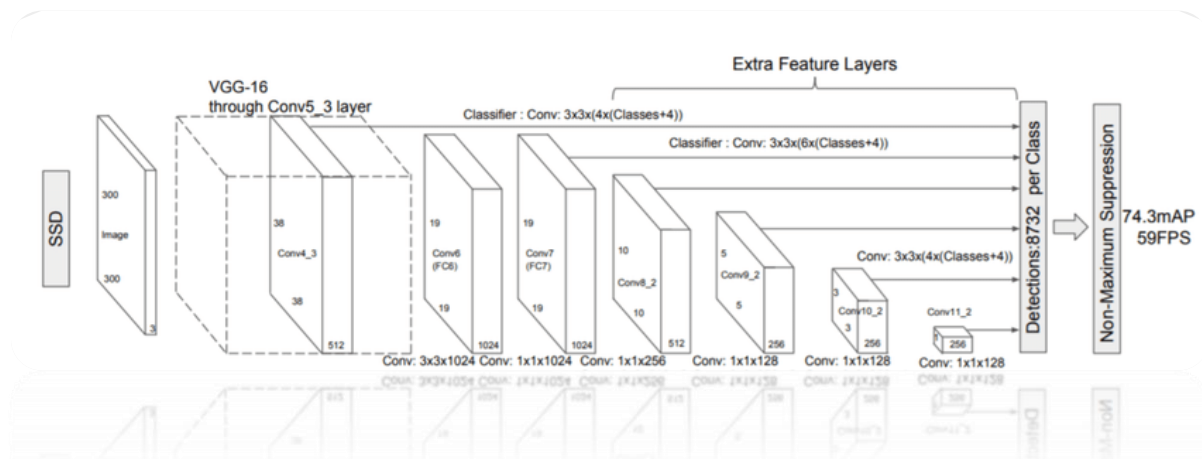 Extra Feature Layers
VGG-16
through Conv5_3 layer
Classifier : Conv: 3x3x(4x(Classes+4))
Classifier : Conv: 3x3x(6x(Classes+4))
SSD
300
Image
300
3
38
Conv4_3
38
512
19
Conv6
(FC6)
19
1024
19
Conv7
(FC7)
19
1024
10
Conv8_2
10
512
5
Conv9_2
5
256
Conv: 3x3x(4x(Classes+4))
3
Conv10_2
3
256
Conv11_2
256
Conv: 3x3x1024
Conv: 1x1x1024
Conv: 1x1x256
Conv: 1x1x128
Conv: 1x1x128
Conv: 1x1x128
Detections:8732 per Class
Non-Maximum Suppression
74.3mAP
59FPS